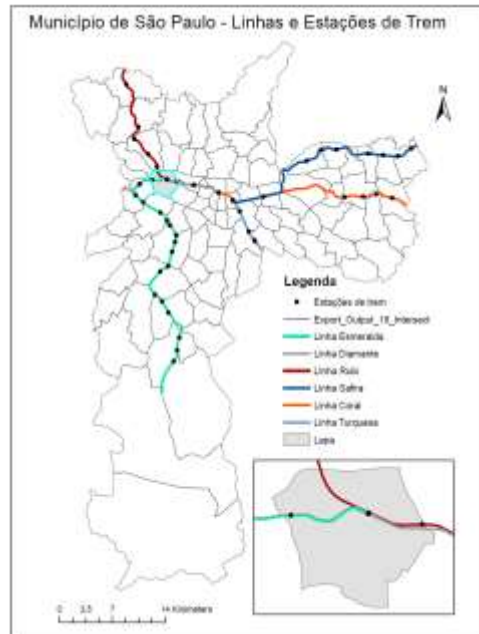 Município de São Paulo - Linhas e Estações de Trem
N
Legenda
Estações de trem
Export_Output_18_Intersect
Linha Esmeralda
Linha Diamante
Linha Rubi
Linha Safira
Linha Coral
Linha Turquesa
Lapa
0 3,5 7 14 Kilometers